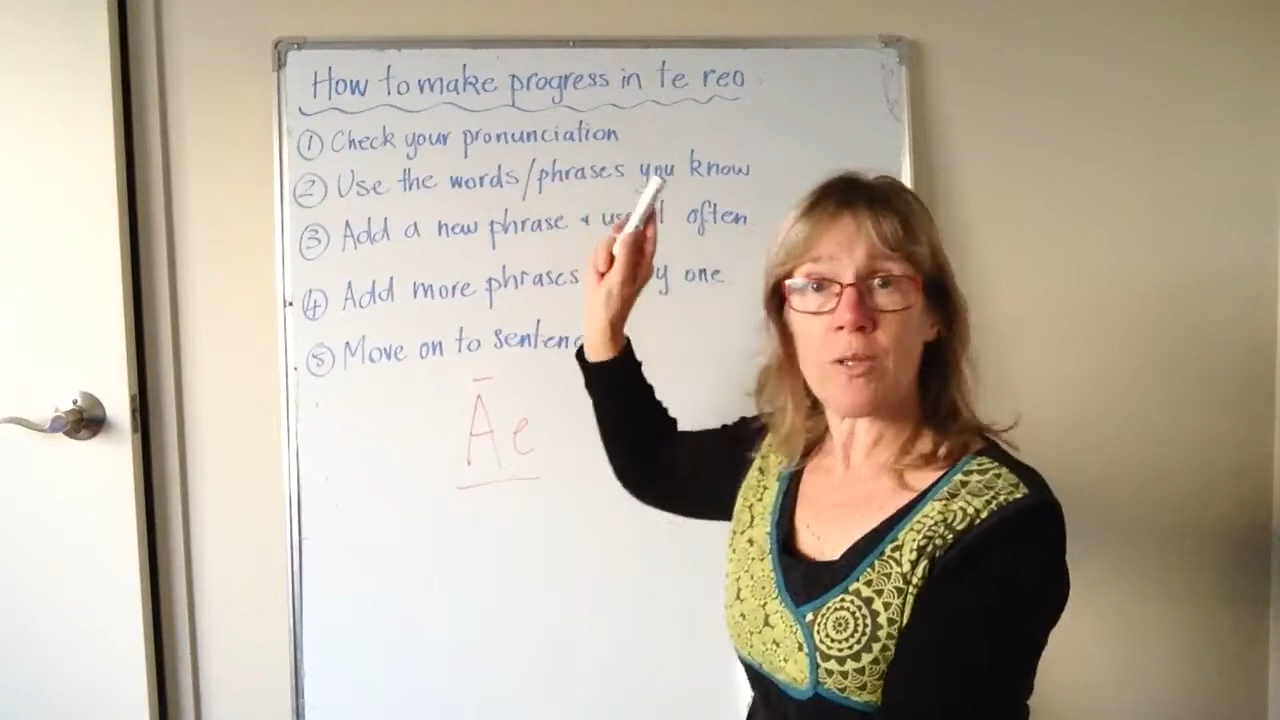 How to make progress in te reo
① Check your pronunciation
② Use the words/phrases you know
③ Add a new phrase & often
④ Add more phrases one
⑤ Move on to
Āe